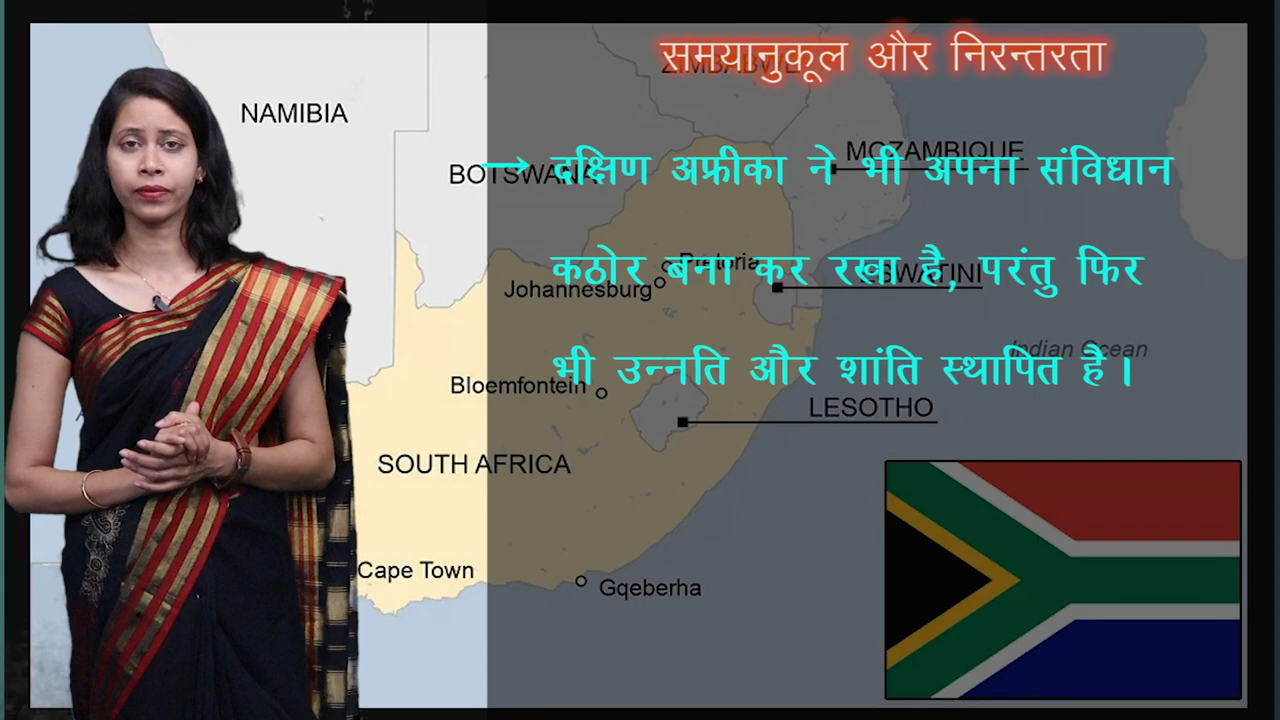 समयानुकूल और निरन्तरता
ZIMBABWE
NAMIBIA
MOZAMBIQUE
BOTSWANA
→ दक्षिण अफ्रीका ने भी अपना संविधान
कठोर बना कर रखा है, परंतु फिर
भी उन्नति और शांति स्थापित है।
Pretoria
ESWATINI
Johannesburg
Indian Ocean
Bloemfontein
LESOTHO
SOUTH AFRICA
Cape Town
Gqeberha